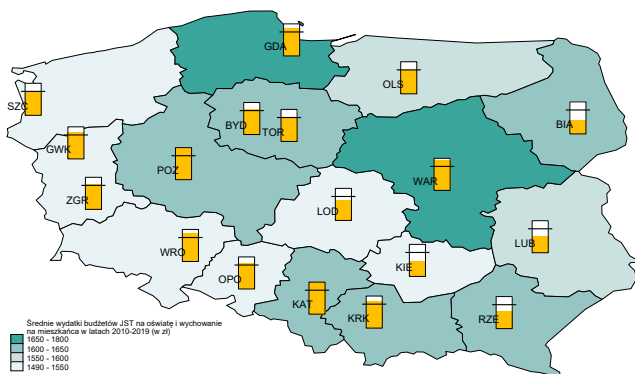 GDA
OLS
SZC
BYD
TOR
BIA
GWK
POZ
WAR
ZGR
LOD
WRO
LUB
OPO
KIE
KAT
KRK
RZE
Średnie wydatki budżetów JST na oświatę i wychowanie
na mieszkańca w latach 2010-2019 (w zł)
1650 - 1800
1600 - 1650
1550 - 1600
1490 - 1550